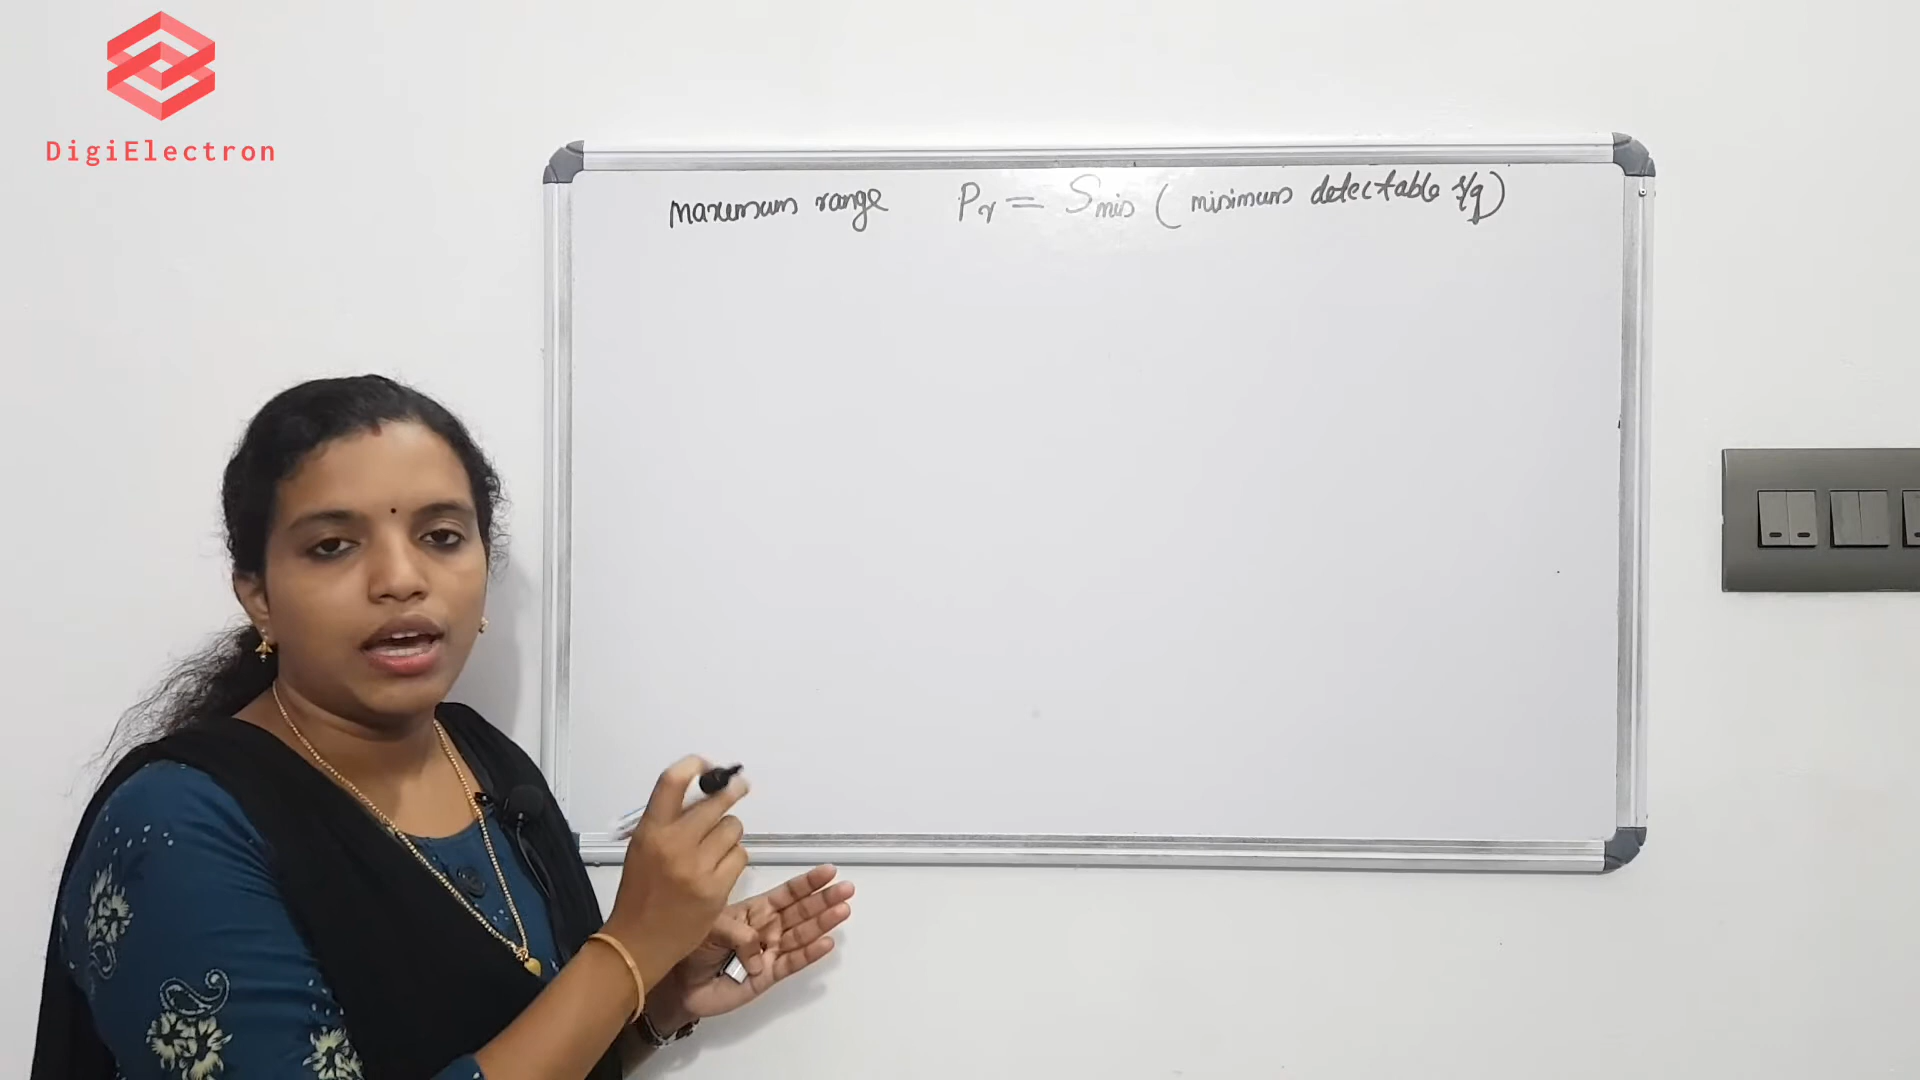 DigiElectron
maximum range Pr = Smin (minimum detectable s/g)